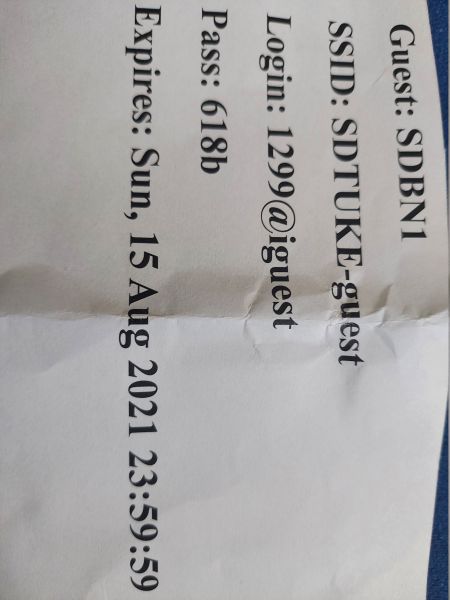 Guest: SDBN1
SSID: SDTUKE-guest
Login: 1299@iguest
Pass: 618b
Expires: Sun, 15 Aug 2021 23:59:59